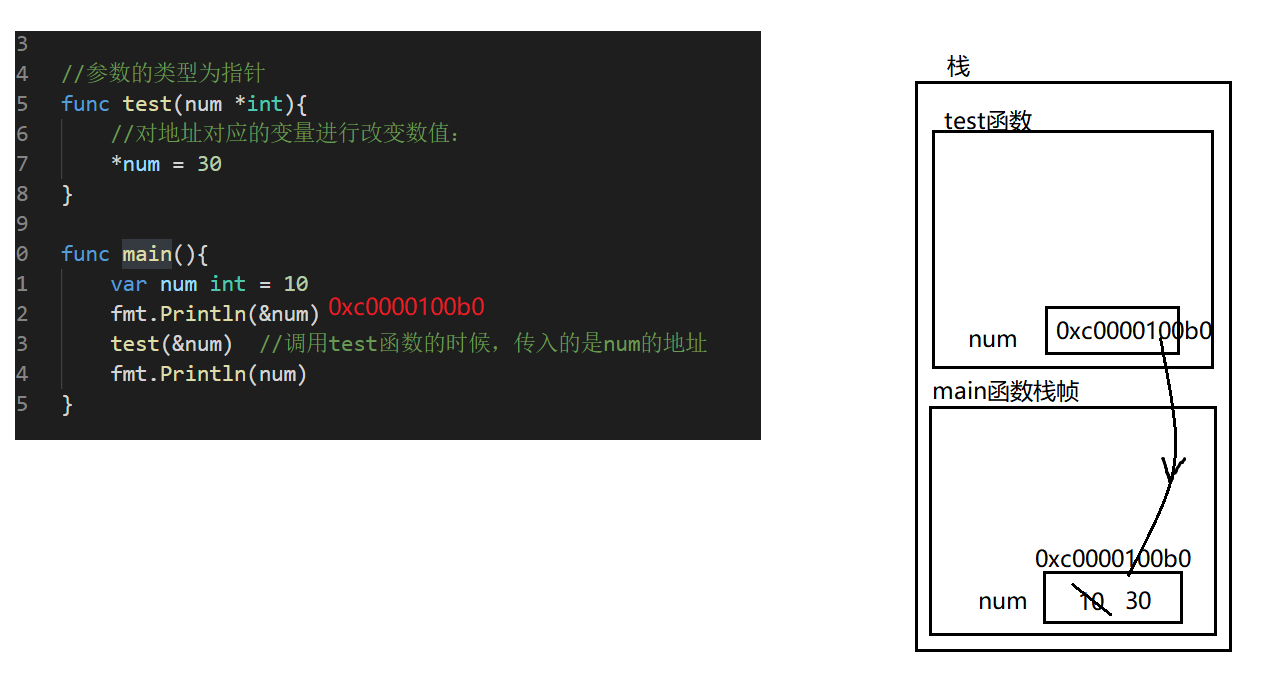 3
4 //参数的类型为指针
5 func test(num *int){
6 //对地址对应的变量进行改变数值：
7 *num = 30
8 }
9
0 func main(){
1 var num int = 10
2 fmt.Println(&num) 0xc0000100b0
3 test(&num) //调用test函数的时候，传入的是num的地址
4 fmt.Println(num)
5 }
栈
test函数
num 0xc0000100b0
main函数栈帧
0xc0000100b0
num 10 30